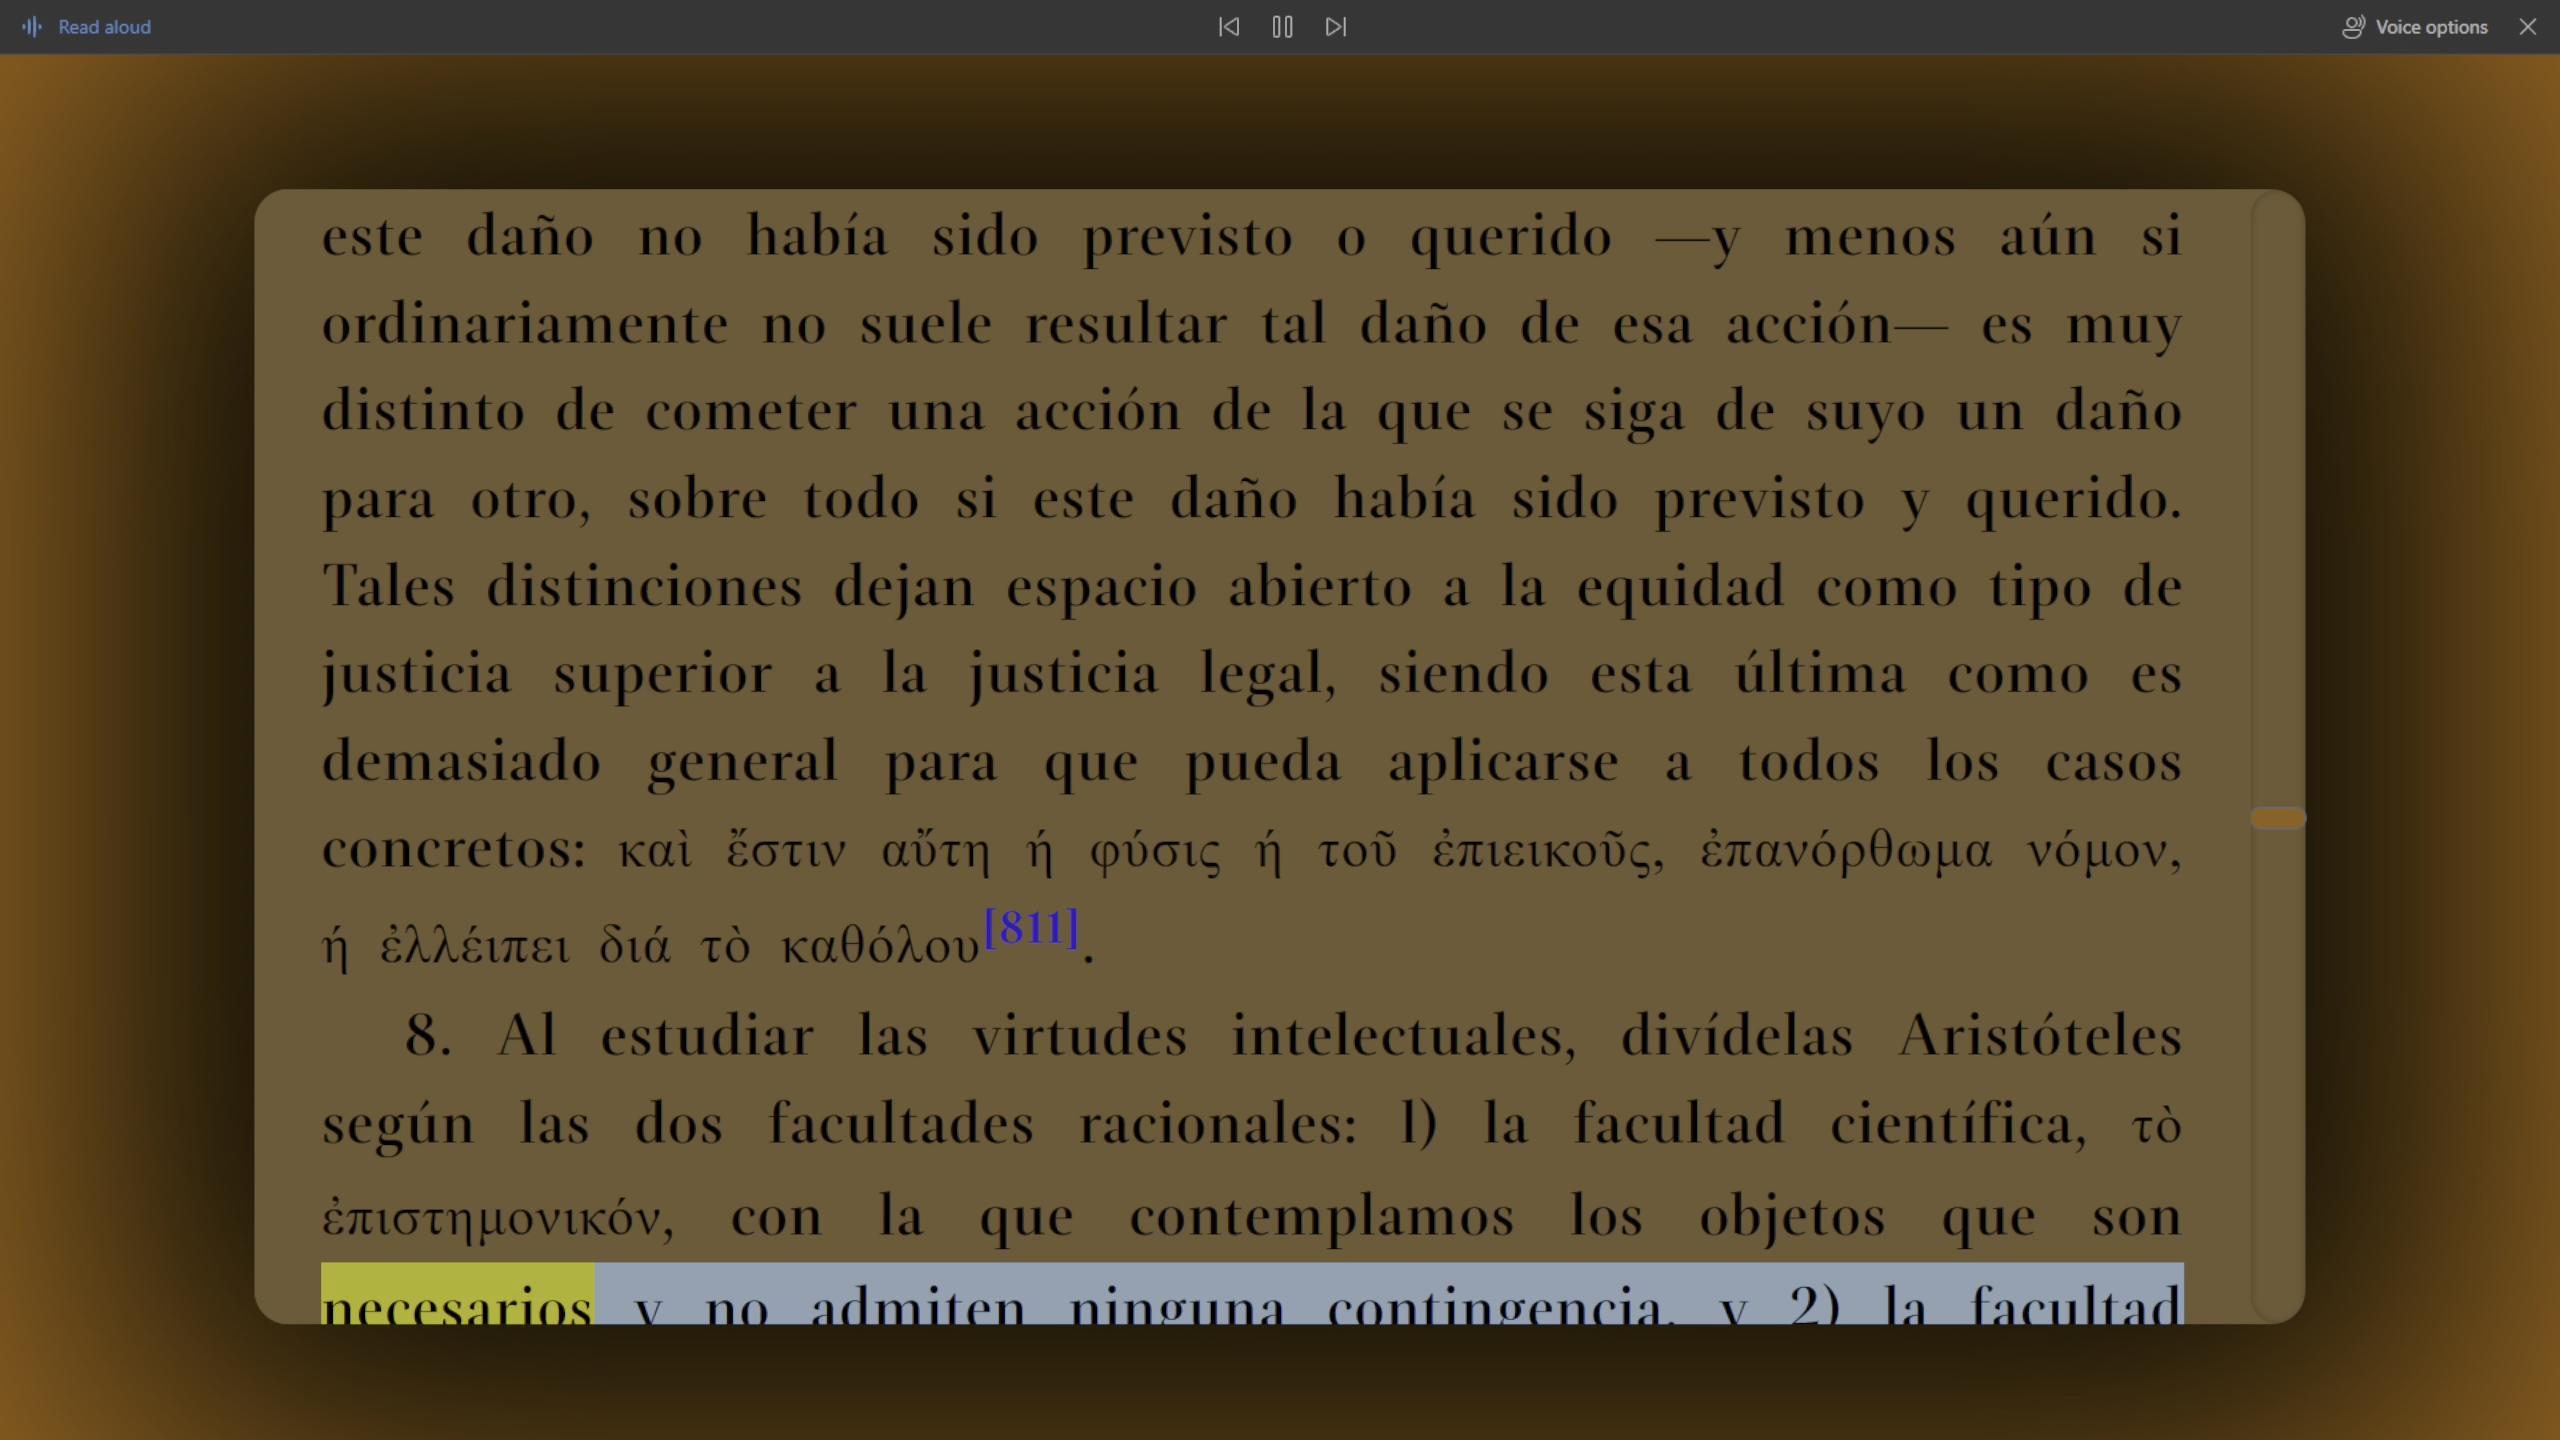 Read aloud
Voice options
este daño no había sido previsto o querido —y menos aún si
ordinariamente no suele resultar tal daño de esa acción— es muy
distinto de cometer una acción de la que se siga de suyo un daño
para otro, sobre todo si este daño había sido previsto y querido.
Tales distinciones dejan espacio abierto a la equidad como tipo de
justicia superior a la justicia legal, siendo esta última como es
demasiado general para que pueda aplicarse a todos los casos
concretos: καὶ ἔστιν αὔτη ή φύσις ή τοῦ ἐπιεικοῦς, ἐπανόρθωμα νόμον,
ή ἐλλέιπει διά τὸ καθόλου[811].
8. Al estudiar las virtudes intelectuales, divídelas Aristóteles
según las dos facultades racionales: l) la facultad científica, τὸ
ἐπιστημονικόν, con la que contemplamos los objetos que son
necesarios y no admiten ninguna contingencia, y 2) la facultad